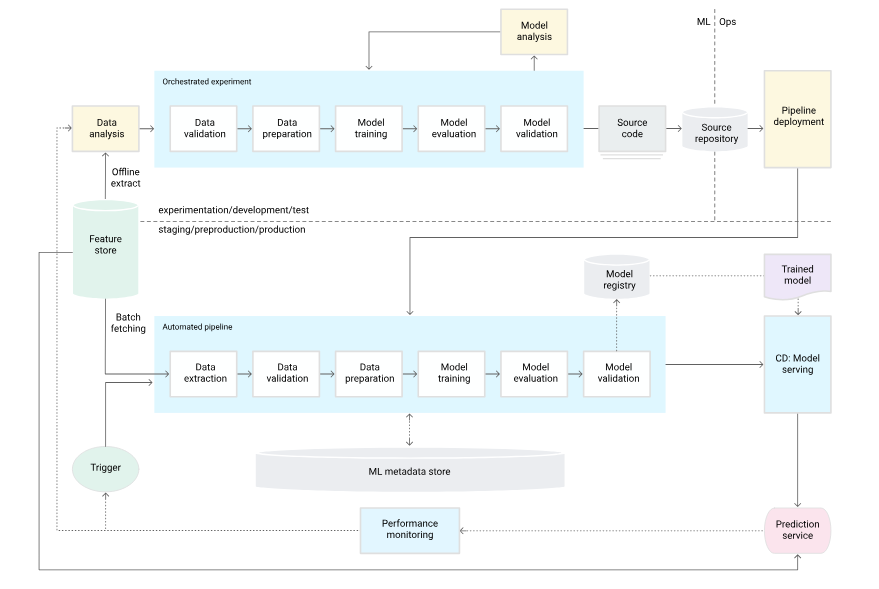 Model
analysis
ML
Ops
Orchestrated experiment
Data
analysis
Data
validation
Data
preparation
Model
training
Model
evaluation
Model
validation
Source
code
Source
repository
Pipeline
deployment
Offline
extract
experimentation/development/test
staging/preproduction/production
Feature
store
Model
registry
Trained
model
Batch
fetching
Automated pipeline
Data
extraction
Data
validation
Data
preparation
Model
training
Model
evaluation
Model
validation
CD: Model
serving
Trigger
ML metadata store
Performance
monitoring
Prediction
service